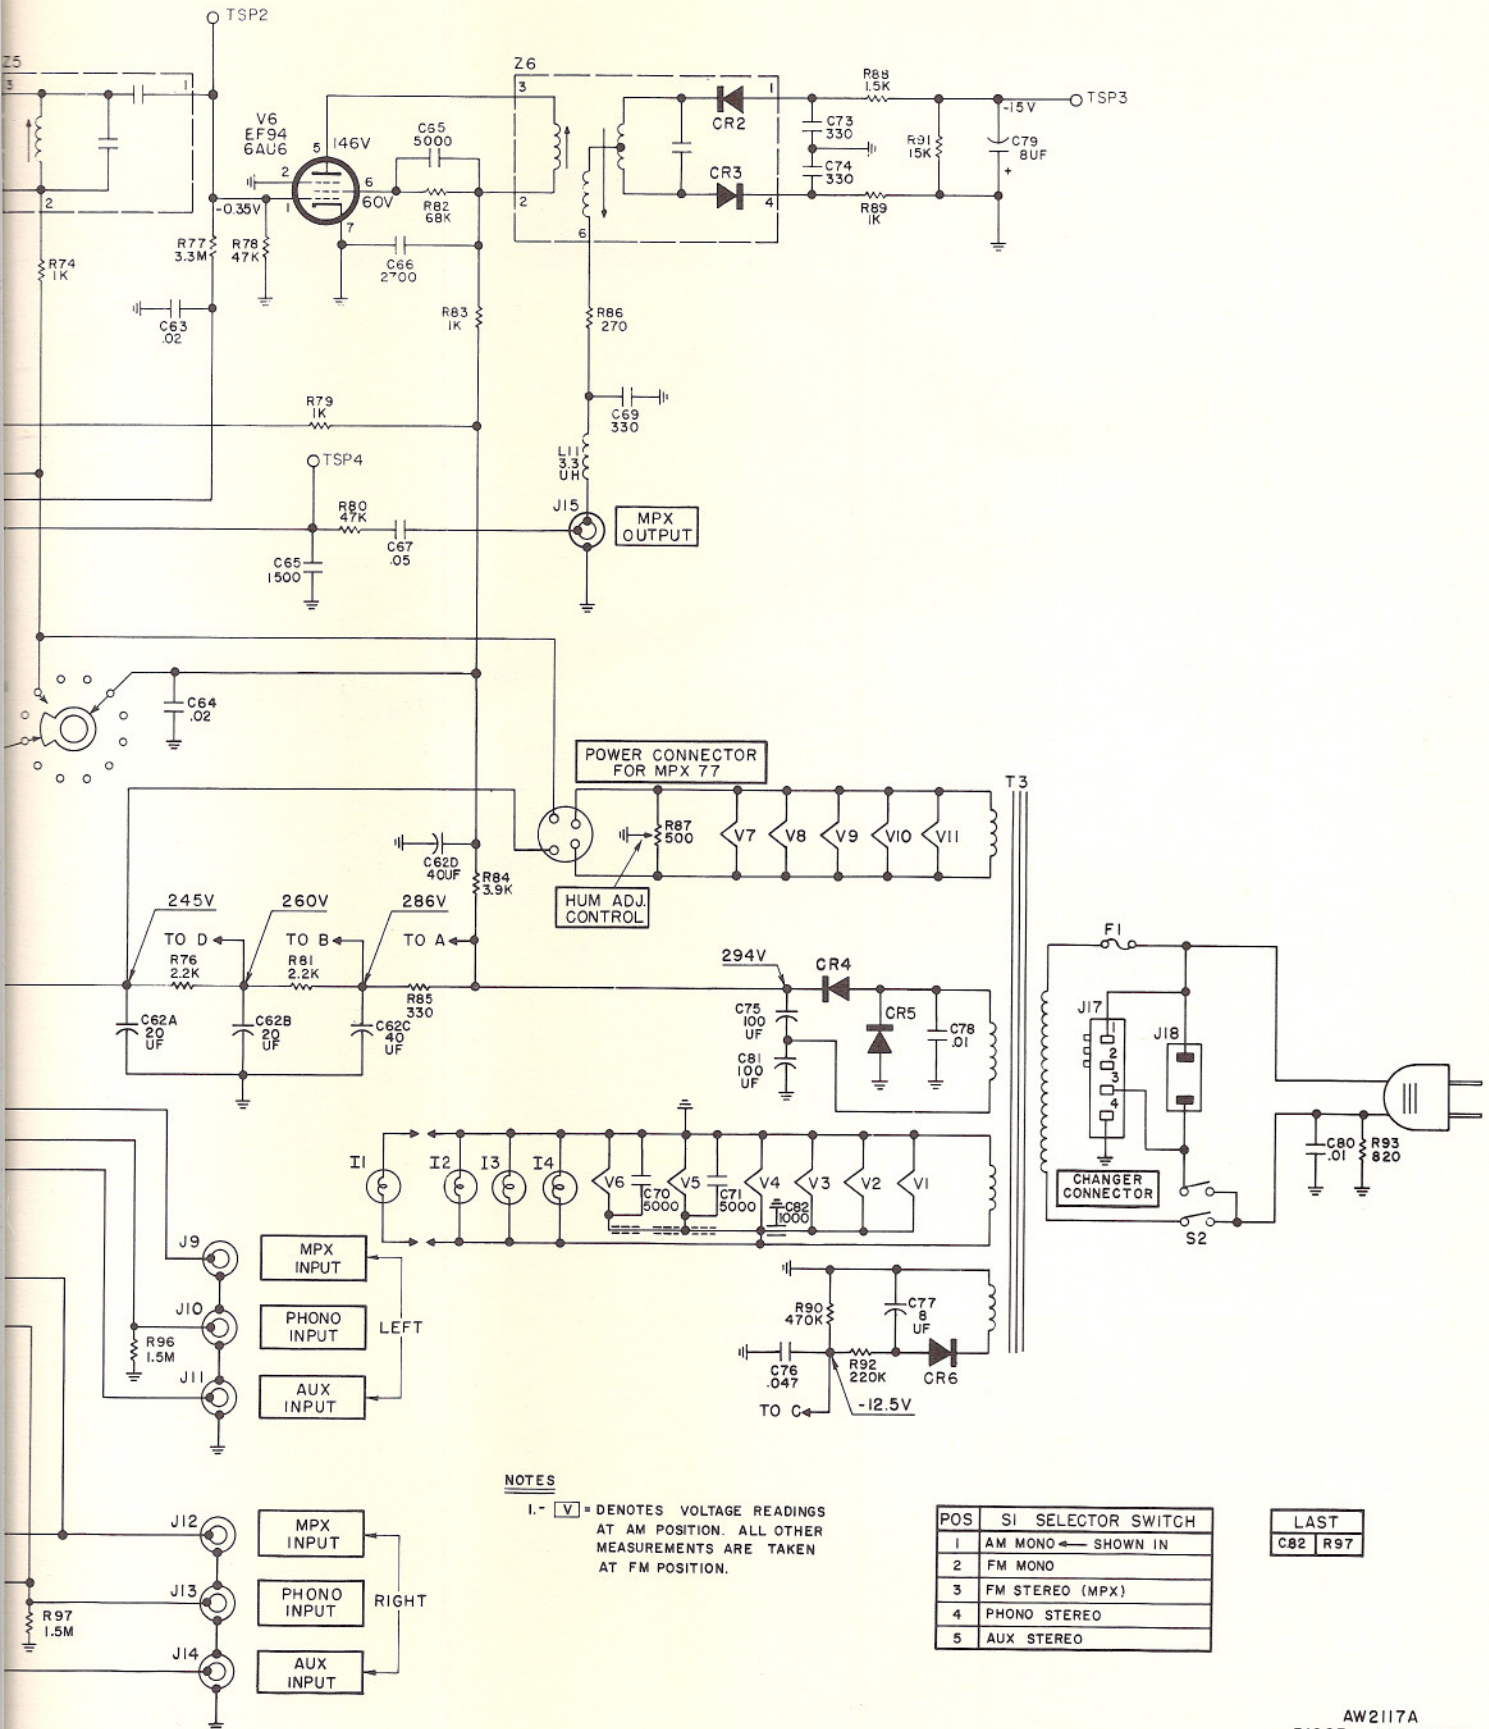 TSP2
Z5
3
1
2
R74
1K
V6
EF94
6AU6
5
146V
2
1
6
60V
7
-0.35V
R77
3.3M
R78
47K
C63
.02
C65
5000
R82
68K
C66
2700
R83
1K
Z6
3
2
1
4
6
CR2
CR3
R88
1.5K
C73
330
C74
330
R89
1K
R91
15K
-15V
C79
8UF
+
TSP3
R86
270
C69
330
L11
3.3
UH
J15
MPX
OUTPUT
R79
1K
TSP4
R80
47K
C67
.05
C65
1500
C64
.02
POWER CONNECTOR
FOR MPX 77
R87
500
V7
V8
V9
V10
V11
T3
HUM ADJ.
CONTROL
C62D
40UF
R84
3.9K
245V
260V
286V
TO D
TO B
TO A
R76
2.2K
R81
2.2K
R85
330
C62A
20
UF
C62B
20
UF
C62C
40
UF
294V
CR4
CR5
C75
100
UF
C81
100
UF
C78
.01
F1
J17
1
2
3
4
J18
CHANGER
CONNECTOR
S2
C80
.01
R93
820
I1
I2
I3
I4
V6
C70
5000
V5
C71
5000
V4
C82
1000
V3
V2
V1
R90
470K
C77
8
UF
C76
.047
R92
220K
CR6
TO C
-12.5V
J9
MPX
INPUT
J10
PHONO
INPUT
LEFT
R96
1.5M
J11
AUX
INPUT
J12
MPX
INPUT
J13
PHONO
INPUT
RIGHT
R97
1.5M
J14
AUX
INPUT
NOTES
1.- V = DENOTES VOLTAGE READINGS
AT AM POSITION. ALL OTHER
MEASUREMENTS ARE TAKEN
AT FM POSITION.
POS S1 SELECTOR SWITCH
1 AM MONO ← SHOWN IN
2 FM MONO
3 FM STEREO (MPX)
4 PHONO STEREO
5 AUX STEREO
LAST
C82 R97
AW2117A